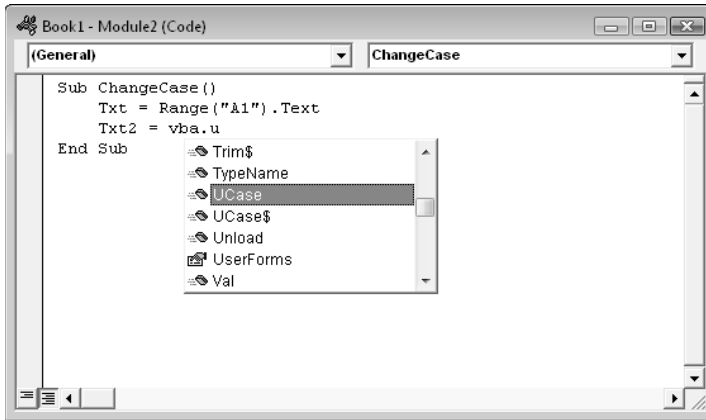 Book1 - Module2 (Code)
(General) ChangeCase
Sub ChangeCase()
Txt = Range("A1").Text
Txt2 = vba.u
End Sub
Trim$
TypeName
UCase
UCase$
Unload
UserForms
Val